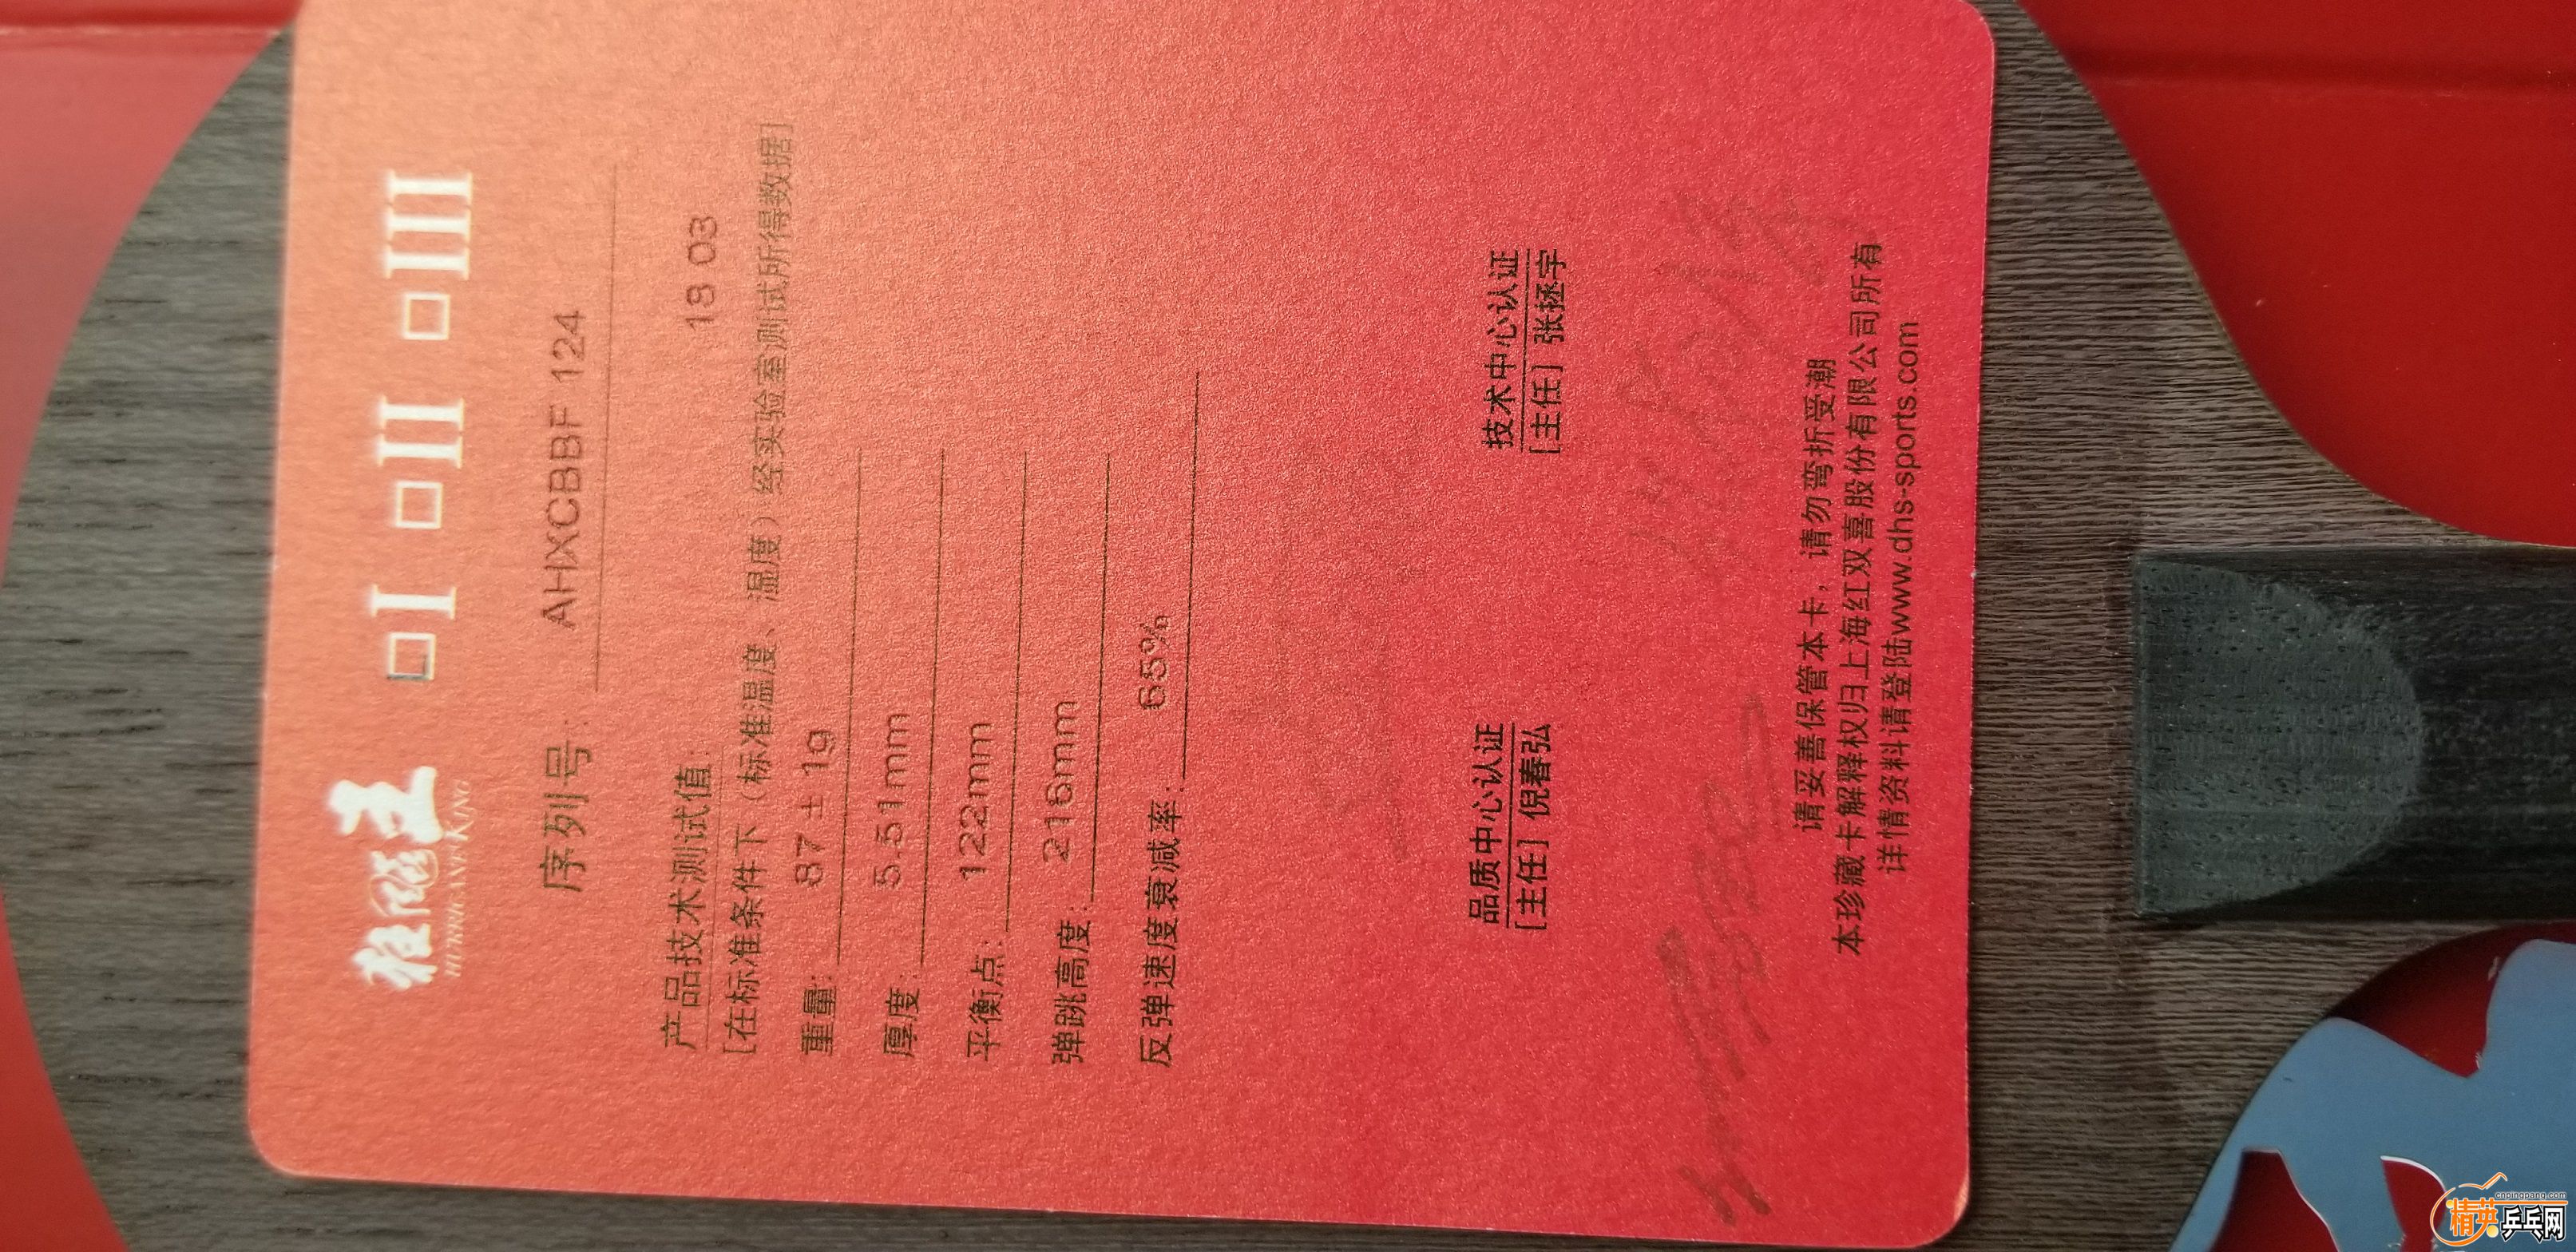 狂飚王
HURRICANE KING
□I □II □III
序列号: AHXCBBF 124
产品技术测试值:
18 03
[在标准条件下（标准温度、湿度）经实验室测试所得数据]
重量: 87 ± 1g
厚度: 5.51mm
平衡点: 122mm
弹跳高度: 216mm
反弹速度衰减率: 65%
品质中心认证 技术中心认证
[主任] 倪春弘 [主任] 张拯宇
请妥善保管本卡，请勿弯折受潮
本珍藏卡解释权归上海红双喜股份有限公司所有
详情资料请登陆www.dhs-sports.com
cnpingpang.com
精英乒乓网